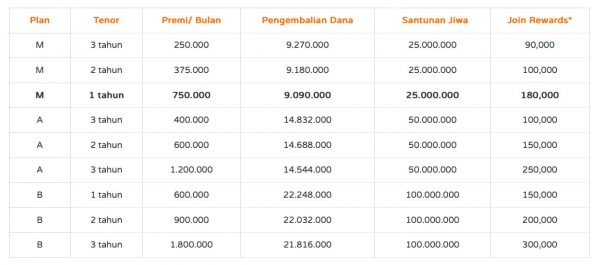 Plan Tenor Premi/ Bulan Pengembalian Dana Santunan Jiwa Join Rewards*
M 3 tahun 250.000 9.270.000 25.000.000 90,000
M 2 tahun 375.000 9.180.000 25.000.000 100,000
M 1 tahun 750.000 9.090.000 25.000.000 180,000
A 3 tahun 400.000 14.832.000 50.000.000 100,000
A 2 tahun 600.000 14.688.000 50.000.000 150,000
A 3 tahun 1.200.000 14.544.000 50.000.000 250,000
B 1 tahun 600.000 22.248.000 100.000.000 150,000
B 2 tahun 900.000 22.032.000 100.000.000 200,000
B 3 tahun 1.800.000 21.816.000 100.000.000 300,000